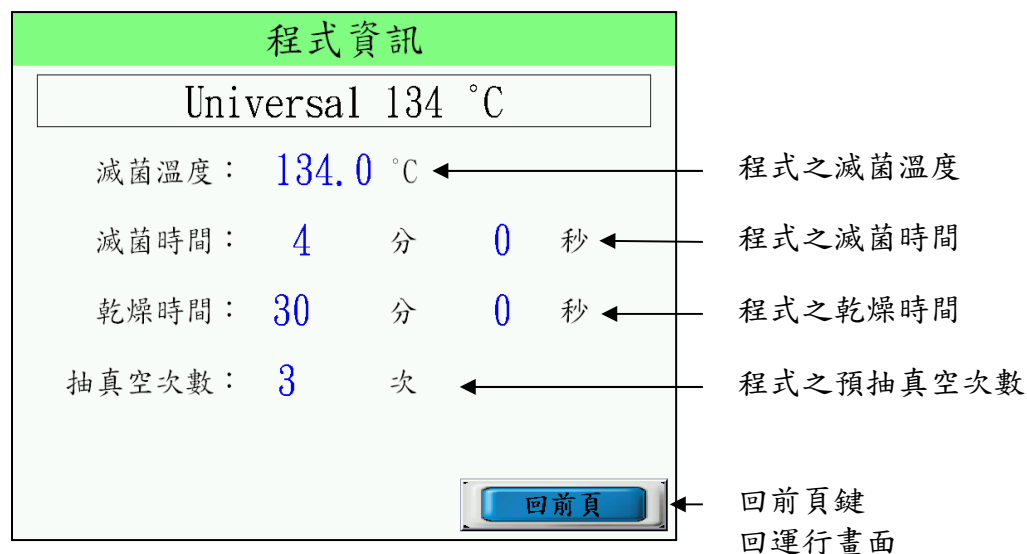 程式資訊
Universal 134 °C
滅菌溫度： 134.0 °C 程式之滅菌溫度
滅菌時間： 4 分 0 秒 程式之滅菌時間
乾燥時間： 30 分 0 秒 程式之乾燥時間
抽真空次數： 3 次 程式之預抽真空次數
回前頁 回前頁鍵
回運行畫面